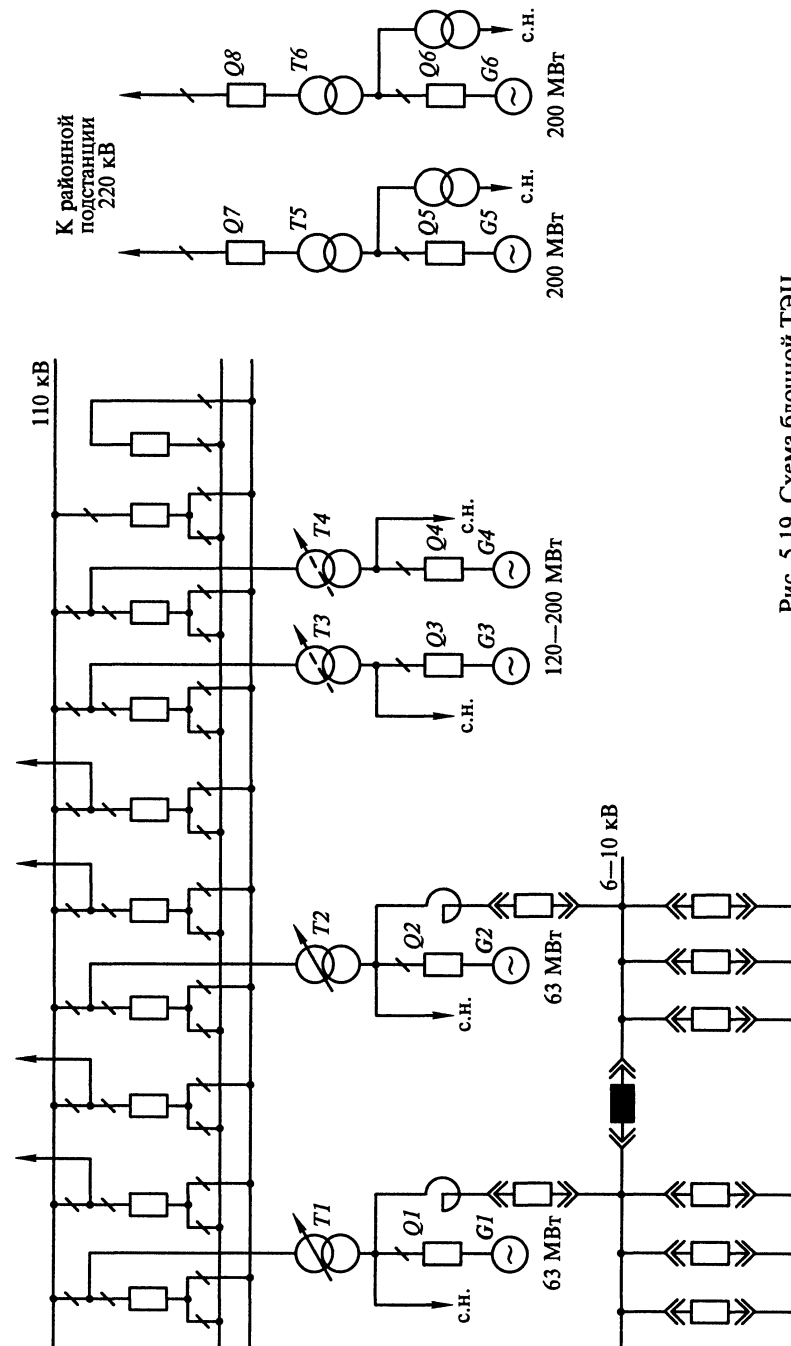 К районной
подстанции
220 кВ
Q7
Q8
T5
T6
Q5
Q6
G5
G6
с.н.
с.н.
200 МВт
200 МВт
110 кВ
T1
T2
T3
T4
Q1
Q2
Q3
Q4
G1
G2
G3
G4
с.н.
с.н.
с.н.
с.н.
63 МВт
63 МВт
120—200 МВт
6—10 кВ
Рис. 5.19. Схема блочной ТЭЦ